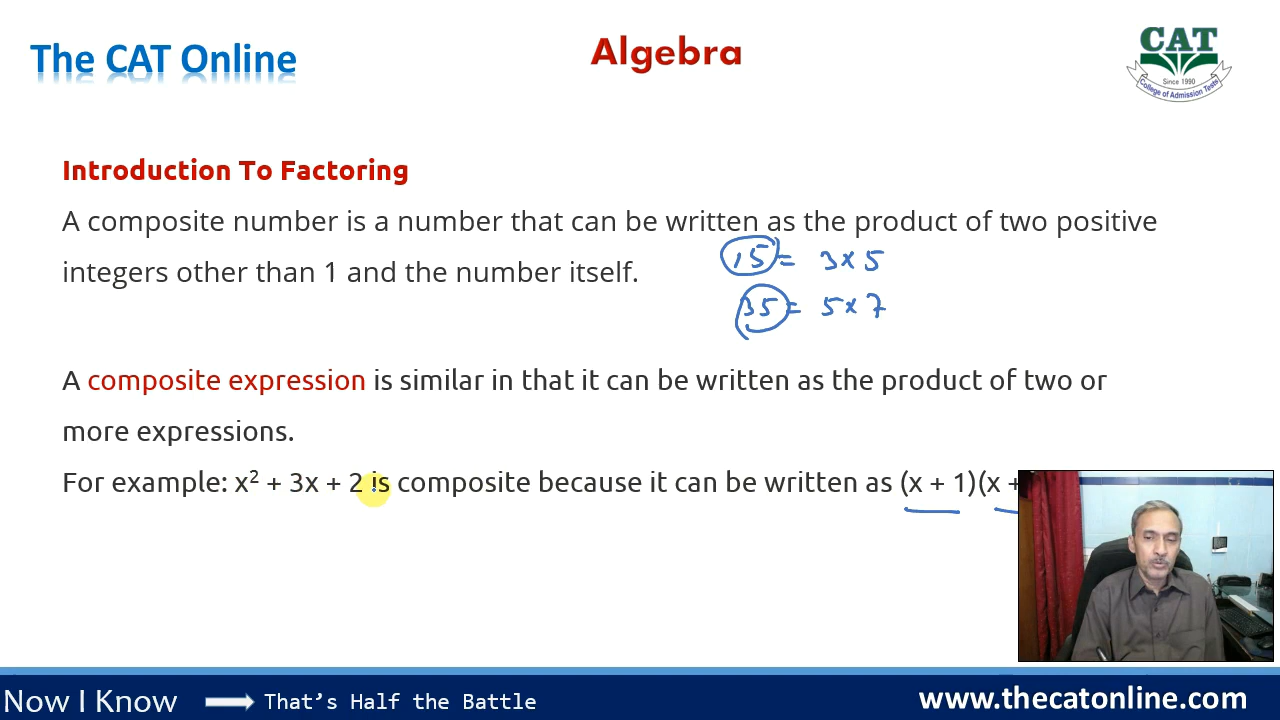 The CAT Online
Algebra
CAT
Since 1990
College of Admission Tests
Introduction To Factoring
A composite number is a number that can be written as the product of two positive
integers other than 1 and the number itself.
15 = 3 × 5
35 = 5 × 7
A composite expression is similar in that it can be written as the product of two or
more expressions.
For example: x² + 3x + 2 is composite because it can be written as (x + 1)(x +
Now I Know
That's Half the Battle
www.thecatonline.com